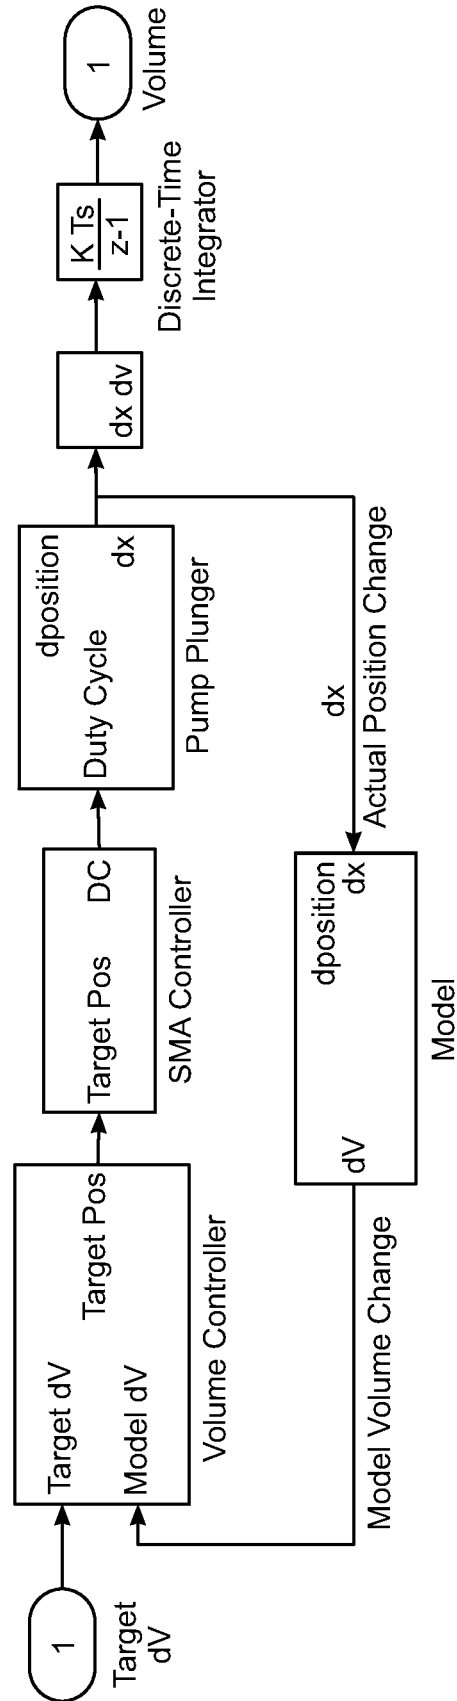 1
Target
dV
Target dV
Target Pos
Model dV
Volume Controller
Target Pos DC
SMA Controller
dposition
Duty Cycle
dx
Pump Plunger
dx dv
K Ts
z-1
Discrete-Time
Integrator
1
Volume
dx
Actual Position Change
dposition
dV dx
Model
Model Volume Change